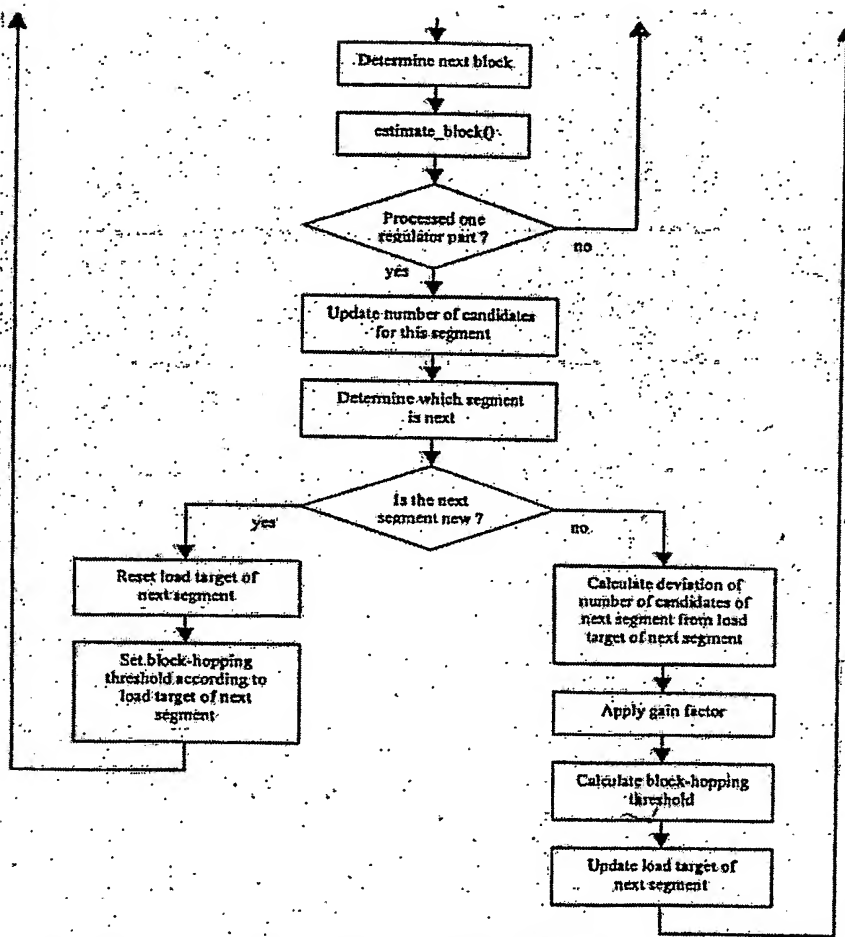 Determine next block
estimate_block()
Processed one
regulator part ?
no
yes
Update number of candidates
for this segment
Determine which segment
is next
Is the next
segment new ?
yes
no
Reset load target of
next segment
Set block-hopping
threshold according to
load target of next
segment
Calculate deviation of
number of candidates of
next segment from load
target of next segment
Apply gain factor
Calculate block-hopping
threshold
Update load target of
next segment